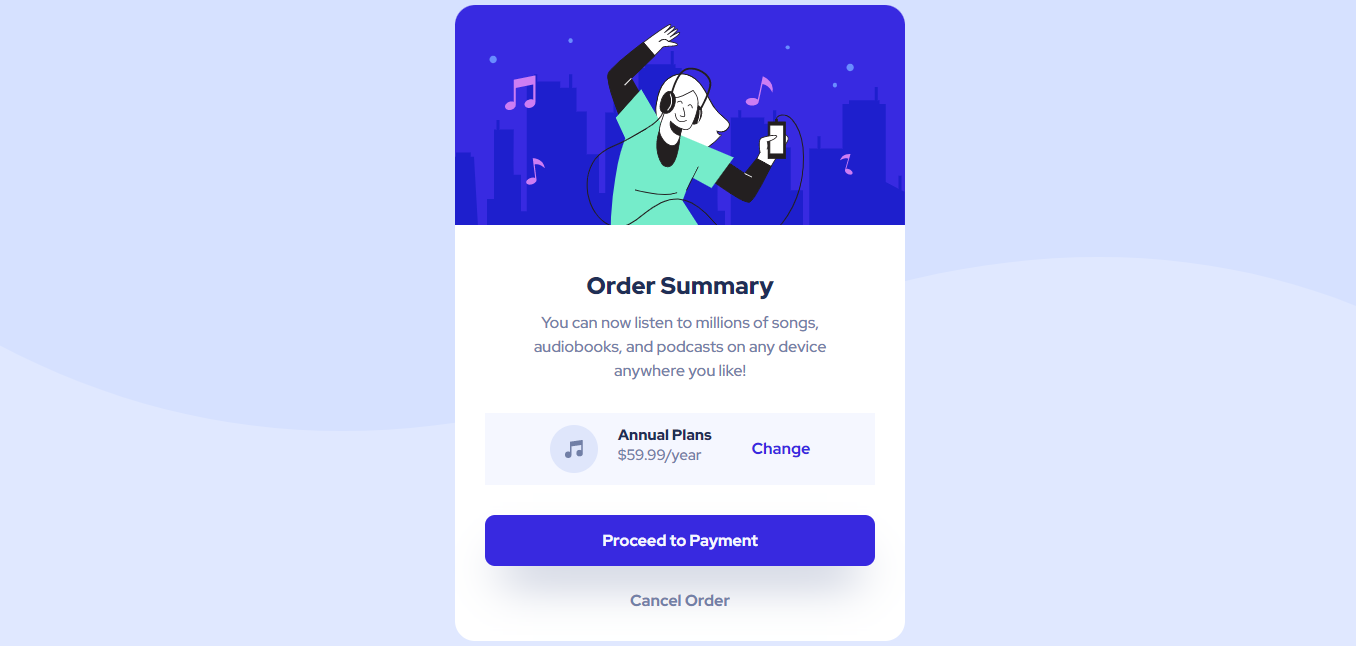 Order Summary
You can now listen to millions of songs,
audiobooks, and podcasts on any device
anywhere you like!
Annual Plans
$59.99/year
Change
Proceed to Payment
Cancel Order